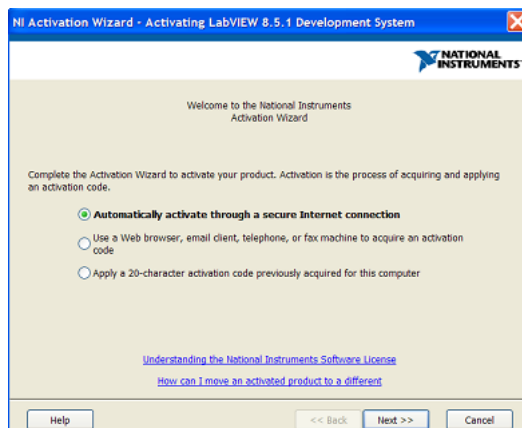 NI Activation Wizard - Activating LabVIEW 8.5.1 Development System
NATIONAL
INSTRUMENTS
Welcome to the National Instruments
Activation Wizard
Complete the Activation Wizard to activate your product. Activation is the process of acquiring and applying
an activation code.
Automatically activate through a secure Internet connection
Use a Web browser, email client, telephone, or fax machine to acquire an activation
code
Apply a 20-character activation code previously acquired for this computer
Understanding the National Instruments Software License
How can I move an activated product to a different
Help
<< Back
Next >>
Cancel